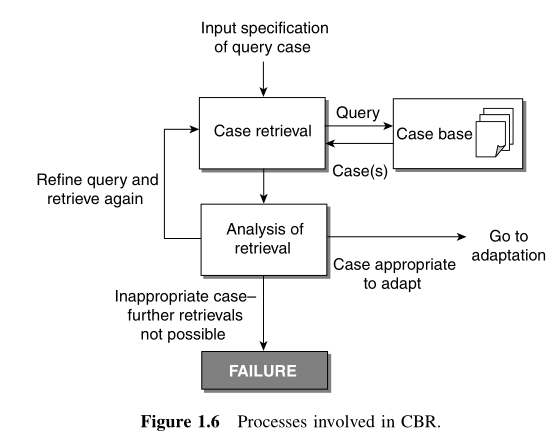 Input specification
of query case
Case retrieval
Query
Case base
Case(s)
Refine query and
retrieve again
Analysis of
retrieval
Go to
adaptation
Case appropriate
to adapt
Inappropriate case–
further retrievals
not possible
FAILURE
Figure 1.6 Processes involved in CBR.